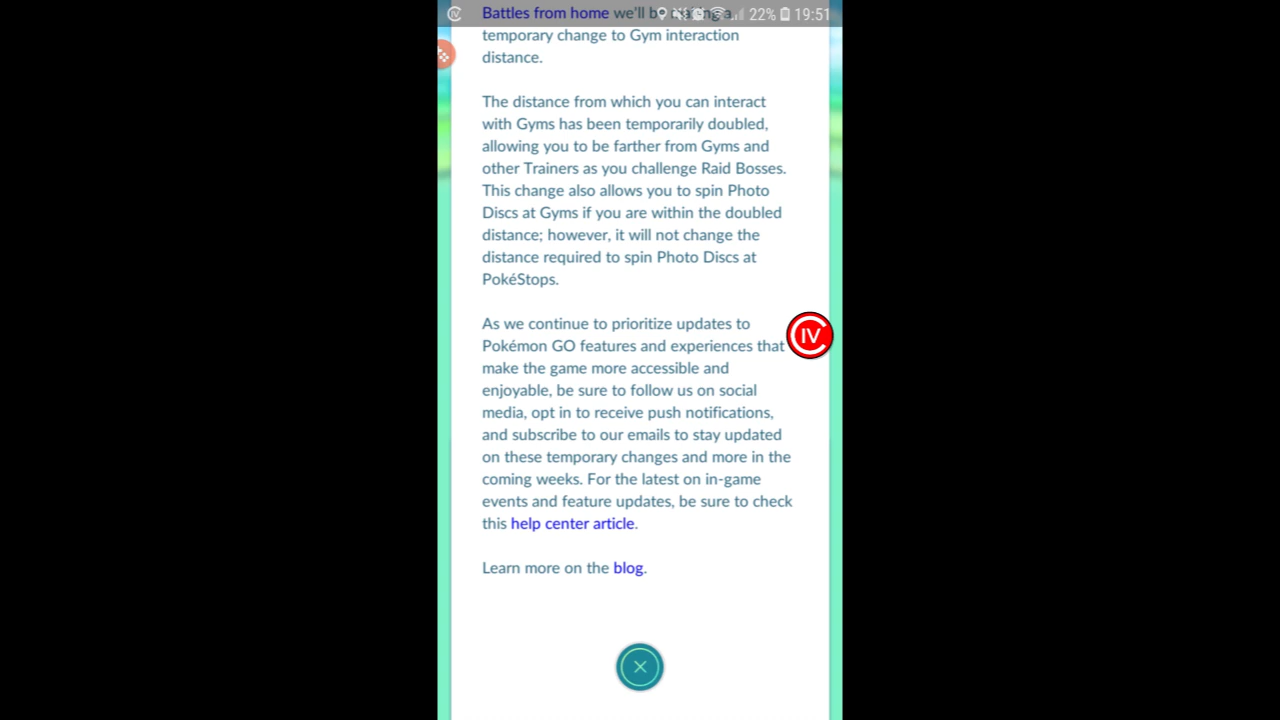 22% 19:51
Battles from home we'll be making a
temporary change to Gym interaction
distance.
The distance from which you can interact
with Gyms has been temporarily doubled,
allowing you to be farther from Gyms and
other Trainers as you challenge Raid Bosses.
This change also allows you to spin Photo
Discs at Gyms if you are within the doubled
distance; however, it will not change the
distance required to spin Photo Discs at
PokéStops.
As we continue to prioritize updates to
Pokémon GO features and experiences that
IV
make the game more accessible and
enjoyable, be sure to follow us on social
media, opt in to receive push notifications,
and subscribe to our emails to stay updated
on these temporary changes and more in the
coming weeks. For the latest on in-game
events and feature updates, be sure to check
this help center article.
Learn more on the blog.